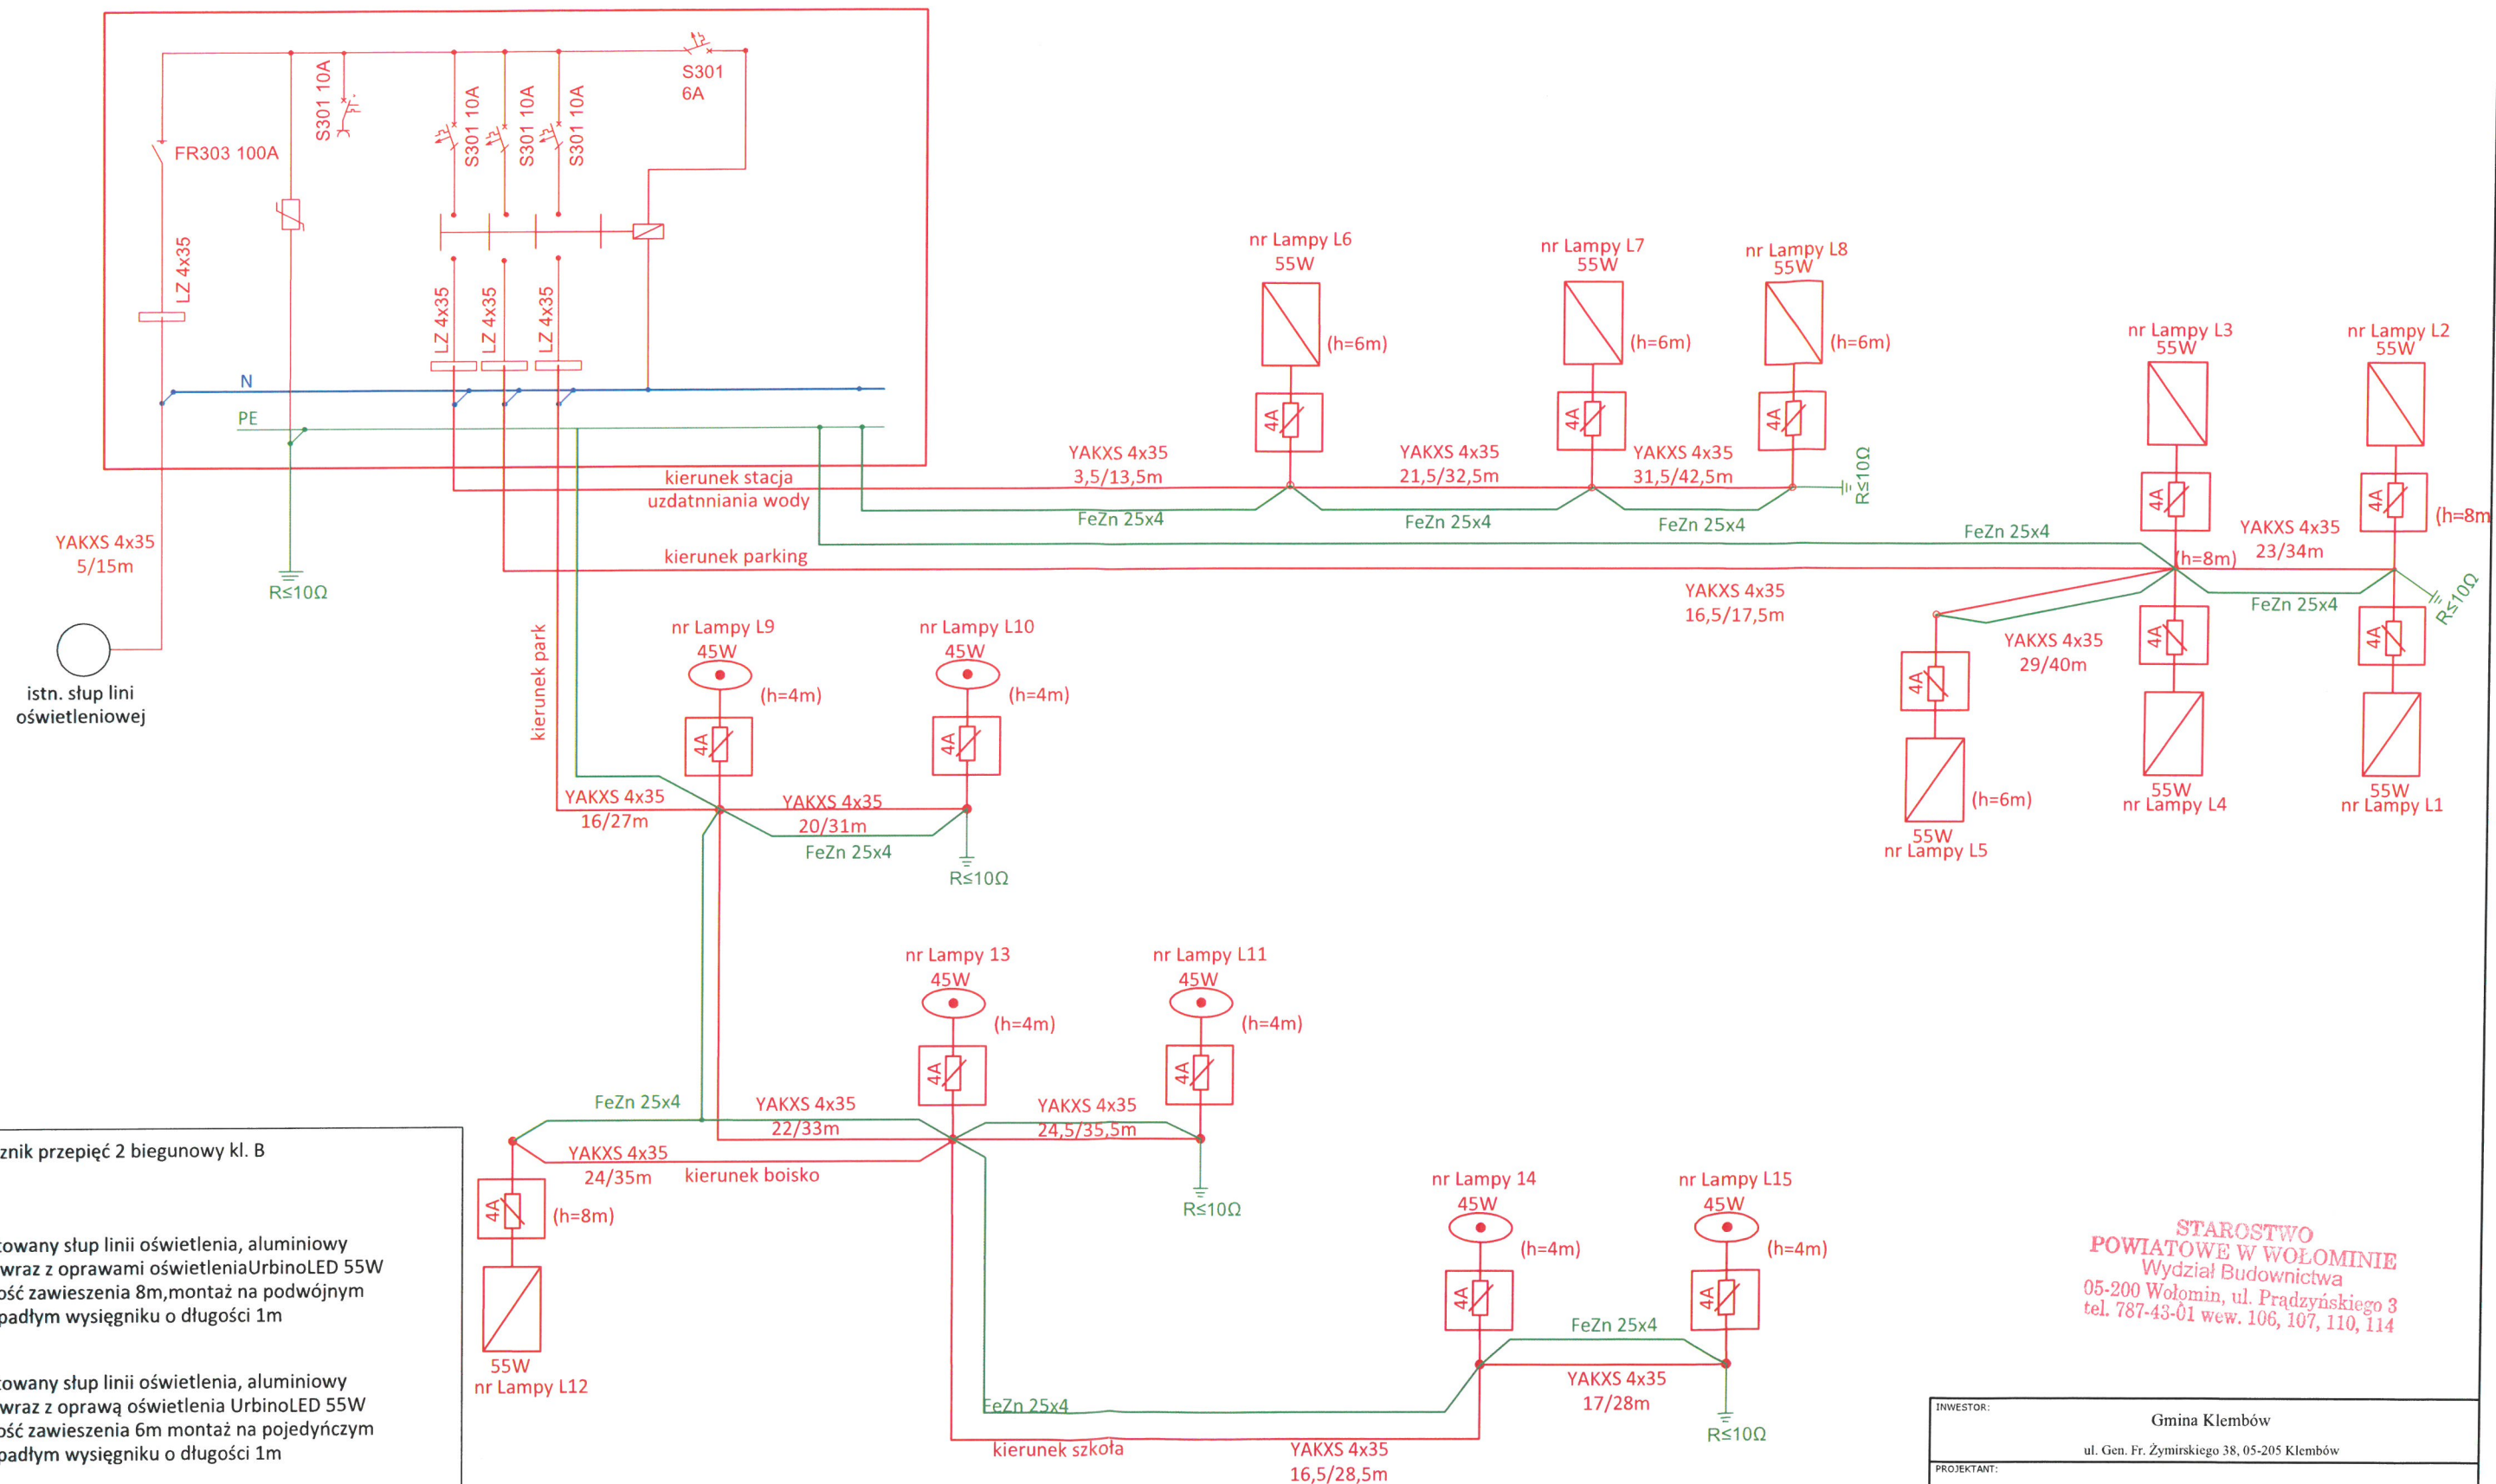 S301
6A
S301 10A
S301 10A
S301 10A
S301 10A
FR303 100A
LZ 4x35
LZ 4x35
LZ 4x35
LZ 4x35
N
PE
YAKXS 4x35
5/15m
R≤10Ω
istn. słup lini
oświetleniowej
kierunek stacja
uzdatnniania wody
kierunek parking
kierunek park
nr Lampy L6
55W
(h=6m)
4A
nr Lampy L7
55W
(h=6m)
4A
nr Lampy L8
55W
(h=6m)
4A
YAKXS 4x35
3,5/13,5m
YAKXS 4x35
21,5/32,5m
YAKXS 4x35
31,5/42,5m
R≤10Ω
FeZn 25x4
FeZn 25x4
FeZn 25x4
nr Lampy L3
55W
4A
nr Lampy L2
55W
4A
(h=8m
FeZn 25x4
YAKXS 4x35
23/34m
(h=8m)
YAKXS 4x35
16,5/17,5m
FeZn 25x4
R≤10Ω
YAKXS 4x35
29/40m
4A
4A
4A
(h=6m)
55W
nr Lampy L5
55W
nr Lampy L4
55W
nr Lampy L1
nr Lampy L9
45W
(h=4m)
4A
nr Lampy L10
45W
(h=4m)
4A
YAKXS 4x35
16/27m
YAKXS 4x35
20/31m
FeZn 25x4
R≤10Ω
nr Lampy 13
45W
(h=4m)
4A
nr Lampy L11
45W
(h=4m)
4A
FeZn 25x4
YAKXS 4x35
22/33m
YAKXS 4x35
24,5/35,5m
YAKXS 4x35
24/35m
kierunek boisko
R≤10Ω
4A
(h=8m)
55W
nr Lampy L12
nr Lampy 14
45W
(h=4m)
4A
nr Lampy L15
45W
(h=4m)
4A
FeZn 25x4
YAKXS 4x35
17/28m
R≤10Ω
FeZn 25x4
kierunek szkoła
YAKXS 4x35
16,5/28,5m
znik przepięć 2 biegunowy kl. B
towany słup linii oświetlenia, aluminiowy
wraz z oprawami oświetleniaUrbinoLED 55W
ość zawieszenia 8m,montaż na podwójnym
padłym wysięgniku o długości 1m
towany słup linii oświetlenia, aluminiowy
wraz z oprawą oświetlenia UrbinoLED 55W
ość zawieszenia 6m montaż na pojedyńczym
padłym wysięgniku o długości 1m
STAROSTWO
POWIATOWE W WOŁOMINIE
Wydział Budownictwa
05-200 Wołomin, ul. Prądzyńskiego 3
tel. 787-43-01 wew. 106, 107, 110, 114
INWESTOR:
Gmina Klembów
ul. Gen. Fr. Żymirskiego 38, 05-205 Klembów
PROJEKTANT: